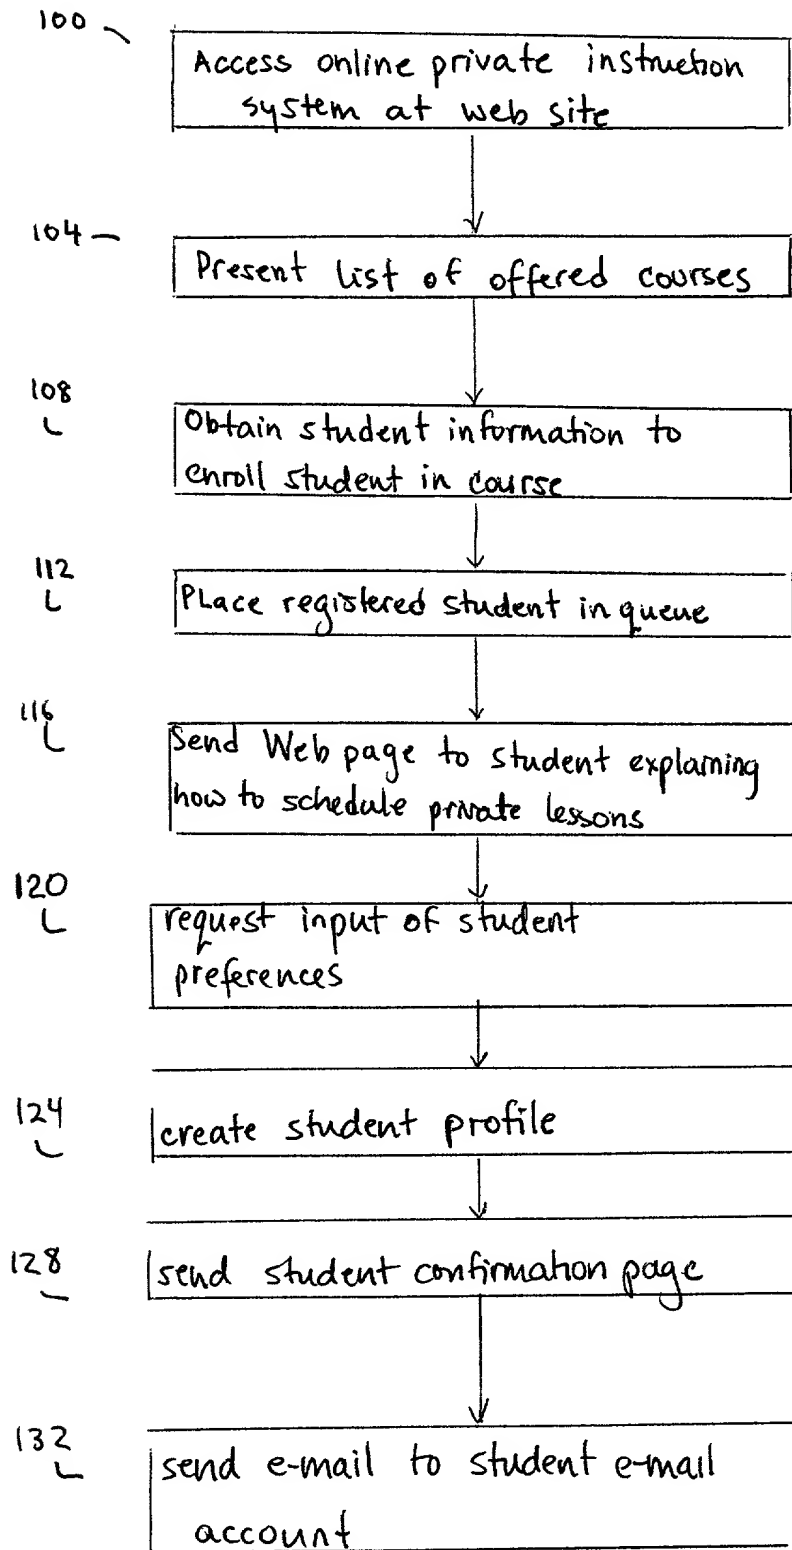 100
Access online private instruction
system at web site
104
Present list of offered courses
108
Obtain student information to
enroll student in course
112
Place registered student in queue
116
Send Web page to student explaining
how to schedule private lessons
120
request input of student
preferences
124
create student profile
128
send student confirmation page
132
send e-mail to student e-mail
account